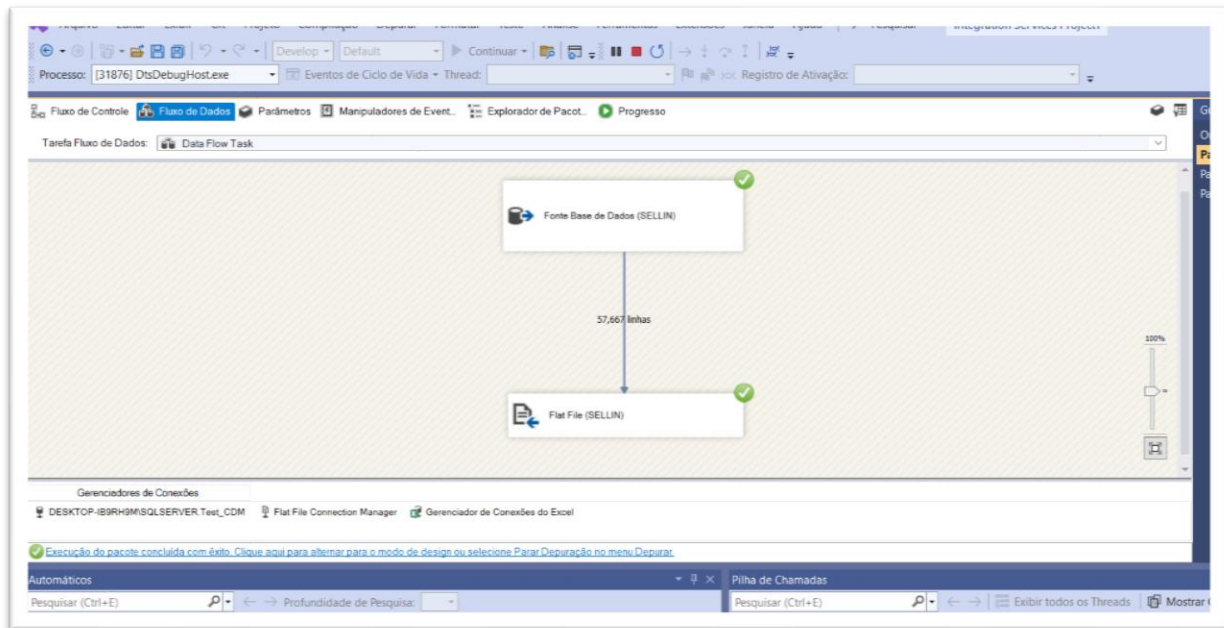 Develop Default Continuar
Processo: [31876] DtsDebugHost.exe Eventos de Ciclo de Vida Thread: Registro de Ativação:
Fluxo de Controle Fluxo de Dados Parâmetros Manipuladores de Event... Explorador de Pacot... Progresso
Tarefa Fluxo de Dados: Data Flow Task
Fonte Base de Dados (SELLIN)
57,667 linhas
100%
Flat File (SELLIN)
Gerenciadores de Conexões
DESKTOP-IB9RH9M\SQLSERVER.Test_CDM Flat File Connection Manager Gerenciador de Conexões do Excel
Execução do pacote concluída com êxito. Clique aqui para alternar para o modo de design ou selecione Parar Depuração no menu Depurar.
Automáticos Pilha de Chamadas
Pesquisar (Ctrl+E) Profundidade de Pesquisa: Pesquisar (Ctrl+E) Exibir todos os Threads Mostrar